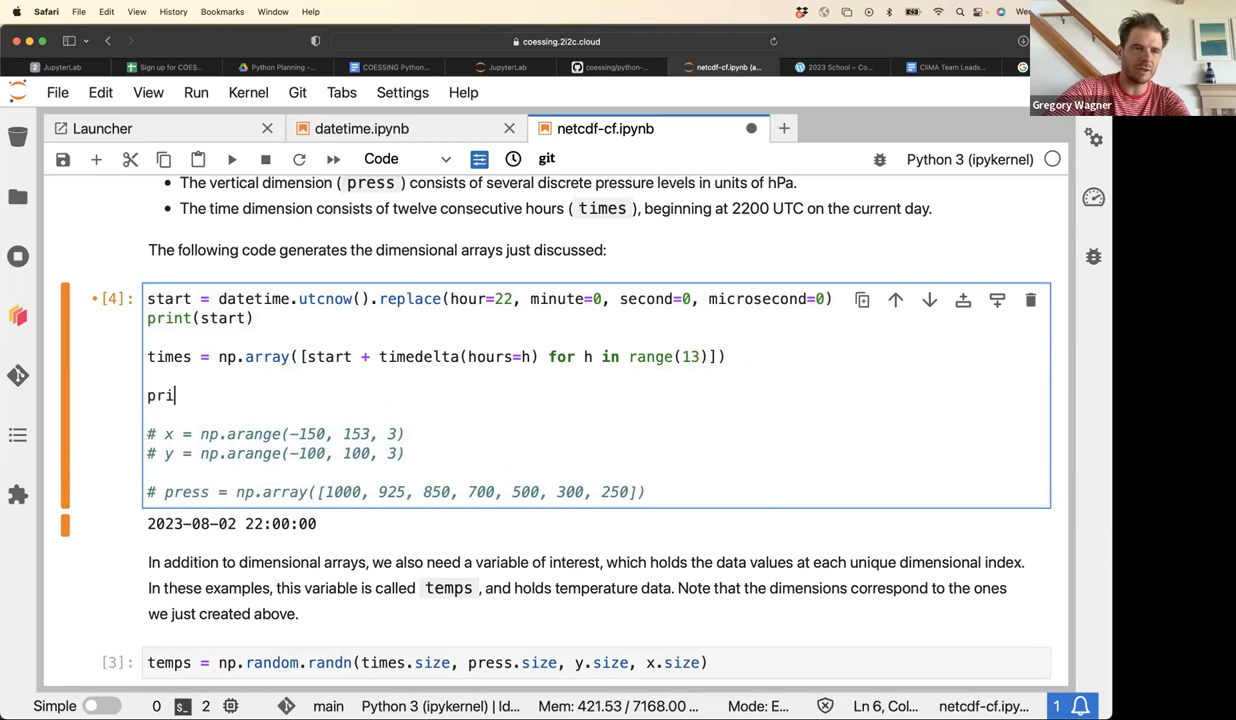 Safari File Edit View History Bookmarks Window Help
coessing.2i2c.cloud
JupyterLab Sign up for COES... Python Planning -... COESSING Python... JupyterLab coessing/python-... netcdf-cf.ipynb (a... 2023 School – Co... CliMA Team Leads...
Gregory Wagner
File Edit View Run Kernel Git Tabs Settings Help
Launcher datetime.ipynb netcdf-cf.ipynb
Code git Python 3 (ipykernel)
• The vertical dimension ( press ) consists of several discrete pressure levels in units of hPa.
• The time dimension consists of twelve consecutive hours ( times ), beginning at 2200 UTC on the current day.
The following code generates the dimensional arrays just discussed:
[4]: start = datetime.utcnow().replace(hour=22, minute=0, second=0, microsecond=0)
print(start)
times = np.array([start + timedelta(hours=h) for h in range(13)])
pri
# x = np.arange(-150, 153, 3)
# y = np.arange(-100, 100, 3)
# press = np.array([1000, 925, 850, 700, 500, 300, 250])
2023-08-02 22:00:00
In addition to dimensional arrays, we also need a variable of interest, which holds the data values at each unique dimensional index.
In these examples, this variable is called temps , and holds temperature data. Note that the dimensions correspond to the ones
we just created above.
[3]: temps = np.random.randn(times.size, press.size, y.size, x.size)
Simple 0 2 main Python 3 (ipykernel) | Id... Mem: 421.53 / 7168.00 ... Mode: E... Ln 6, Col... netcdf-cf.ipy... 1